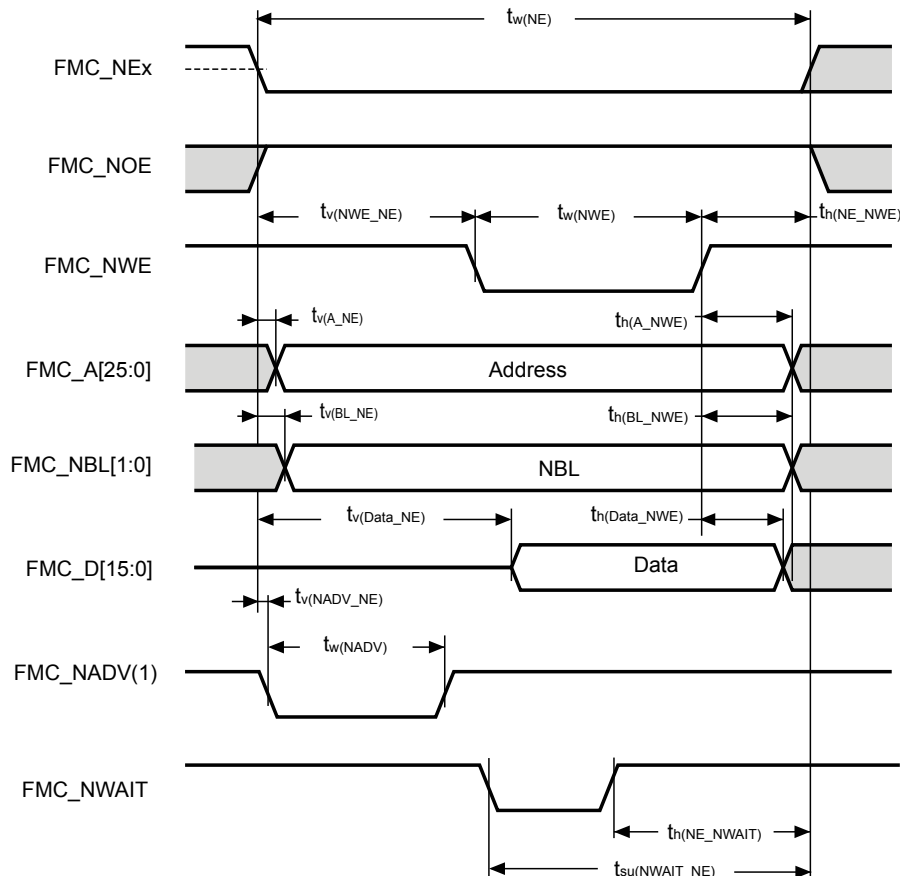 tw(NE)
FMC_NEx
FMC_NOE
tv(NWE_NE)
tw(NWE)
th(NE_NWE)
FMC_NWE
tv(A_NE)
th(A_NWE)
FMC_A[25:0]
Address
tv(BL_NE)
th(BL_NWE)
FMC_NBL[1:0]
NBL
tv(Data_NE)
th(Data_NWE)
FMC_D[15:0]
Data
tv(NADV_NE)
tw(NADV)
FMC_NADV(1)
FMC_NWAIT
th(NE_NWAIT)
tsu(NWAIT_NE)